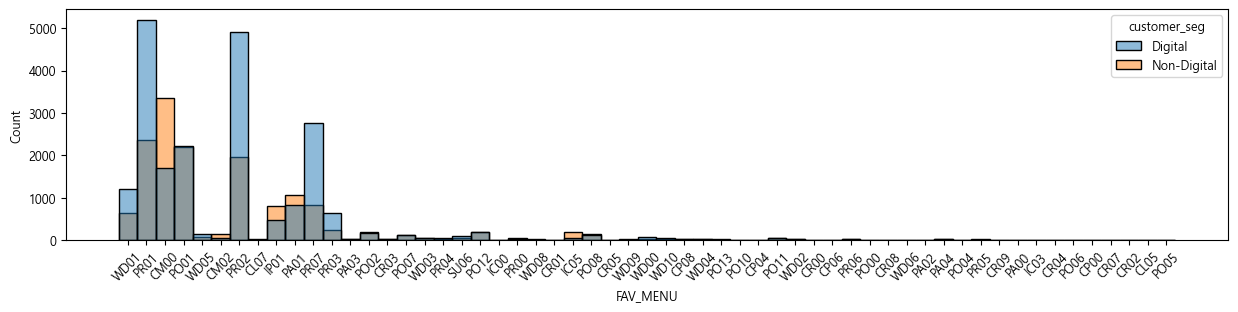 customer_seg
Digital
Non-Digital
5000
4000
3000
2000
1000
0
Count
WD01 PR01 CM00 PO01 WD05 CM02 PR02 CL07 IP01 PA01 PR07 PR03 PA03 PO02 CR03 PO07 WD03 PR04 SU06 PO12 IC00 PR00 WD08 CR01 IC05 PO08 CR05 WD09 WD00 WD10 CP08 WD04 PO13 PO10 CP04 PO11 WD02 CR00 CP06 PR06 PO00 CR08 WD06 PA02 PA04 PO04 PR05 CR09 PA00 IC03 CR04 PO06 CP00 CR07 CR02 CL05 PO05
FAV_MENU